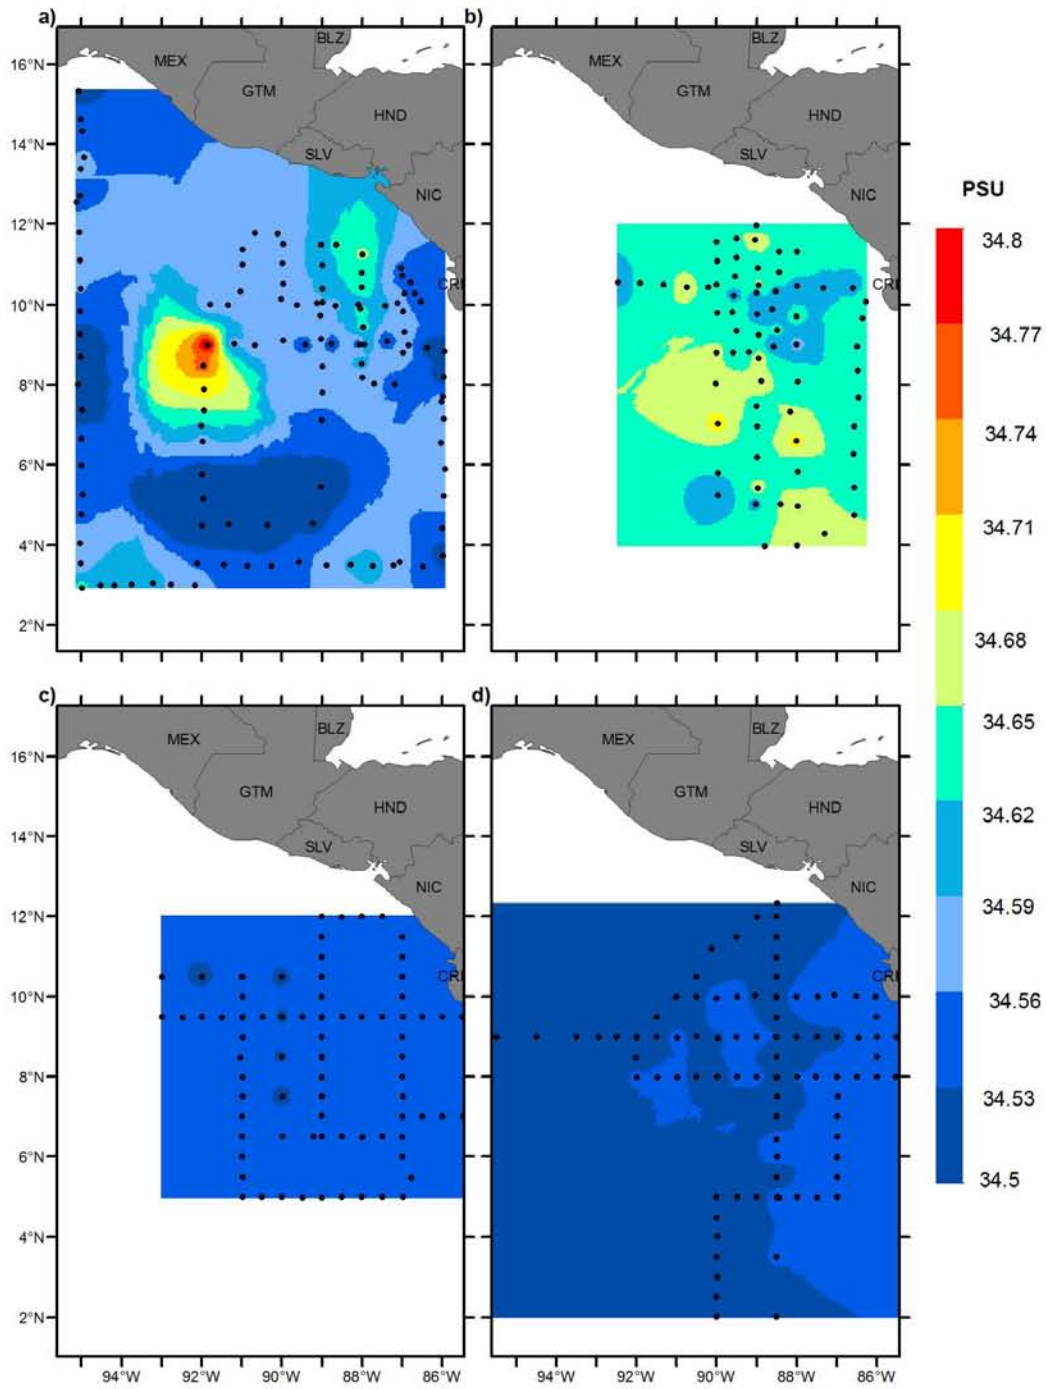 a)
b)
BLZ
BLZ
16°N
MEX
MEX
GTM
GTM
HND
HND
14°N
SLV
SLV
NIC
NIC
PSU
12°N
34.8
CRI
CRI
10°N
34.77
8°N
34.74
6°N
34.71
4°N
34.68
2°N
c)
d)
34.65
BLZ
BLZ
MEX
MEX
16°N
GTM
GTM
HND
HND
34.62
14°N
SLV
SLV
NIC
NIC
34.59
12°N
CRI
CRI
10°N
34.56
8°N
34.53
6°N
34.5
4°N
2°N
94°W 92°W 90°W 88°W 86°W
94°W 92°W 90°W 88°W 86°W